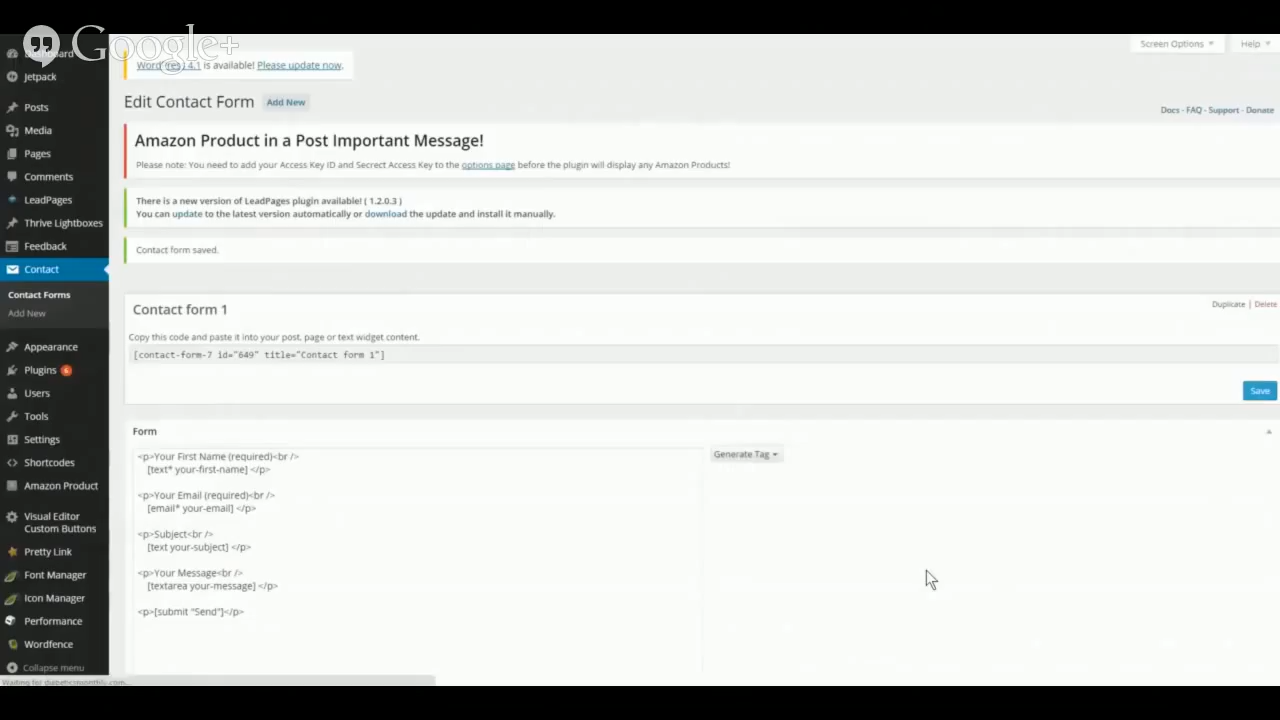 Google+
Dashboard
Jetpack
Posts
Media
Pages
Comments
LeadPages
Thrive Lightboxes
Feedback
Contact
Contact Forms
Add New
Appearance
Plugins 6
Users
Tools
Settings
Shortcodes
Amazon Product
Visual Editor
Custom Buttons
Pretty Link
Font Manager
Icon Manager
Performance
Wordfence
Collapse menu
Screen Options
Help
WordPress 4.1 is available! Please update now.
Edit Contact Form Add New
Docs - FAQ - Support - Donate
Amazon Product in a Post Important Message!
Please note: You need to add your Access Key ID and Secrect Access Key to the options page before the plugin will display any Amazon Products!
There is a new version of LeadPages plugin available! ( 1.2.0.3 )
You can update to the latest version automatically or download the update and install it manually.
Contact form saved.
Contact form 1
Duplicate | Delete
Copy this code and paste it into your post, page or text widget content.
[contact-form-7 id="649" title="Contact form 1"]
Save
Form
<p>Your First Name (required)<br />
[text* your-first-name] </p>
<p>Your Email (required)<br />
[email* your-email] </p>
<p>Subject<br />
[text your-subject] </p>
<p>Your Message<br />
[textarea your-message] </p>
<p>[submit "Send"]</p>
Generate Tag
Waiting for